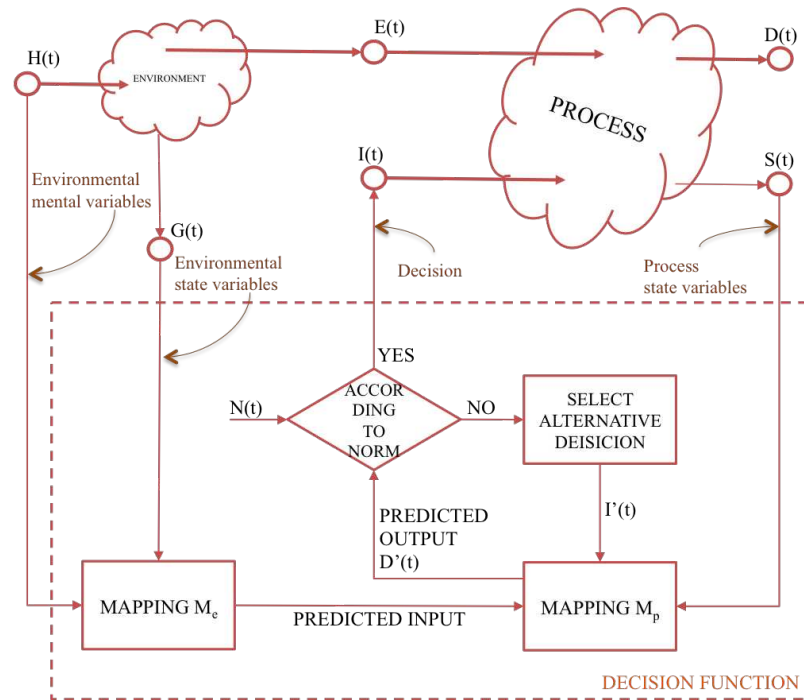 E(t)
D(t)
H(t)
ENVIRONMENT
PROCESS
I(t)
S(t)
Environmental
mental variables
G(t)
Environmental
state variables
Decision
Process
state variables
YES
N(t)
ACCOR
DING
TO
NORM
NO
SELECT
ALTERNATIVE
DEISICION
I’(t)
PREDICTED
OUTPUT
D’(t)
MAPPING Me
PREDICTED INPUT
MAPPING Mp
DECISION FUNCTION